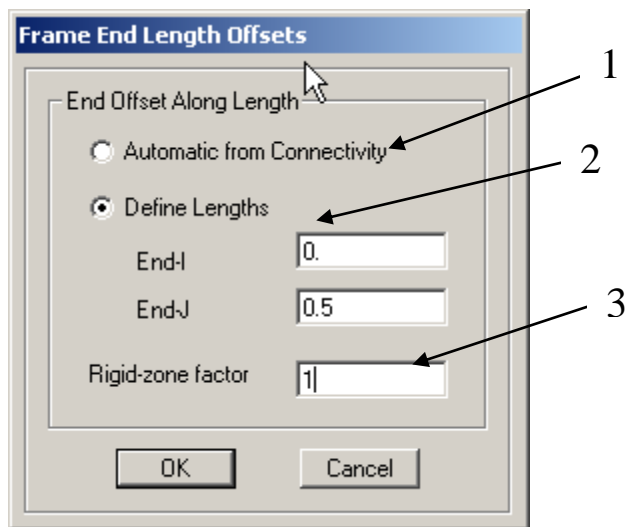 Frame End Length Offsets
1
End Offset Along Length
Automatic from Connectivity
2
Define Lengths
End-I 0.
End-J 0.5
3
Rigid-zone factor 1
OK Cancel